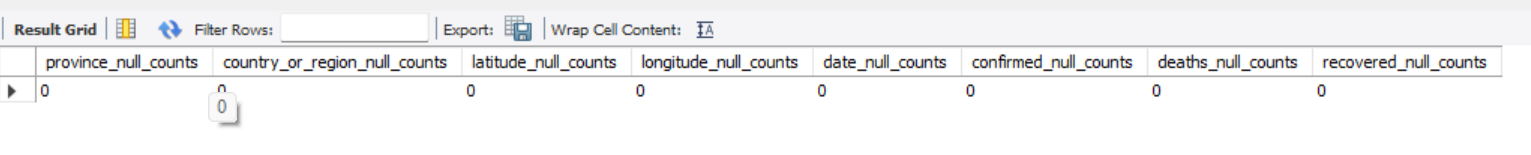 Result Grid Filter Rows: Export: Wrap Cell Content:
province_null_counts country_or_region_null_counts latitude_null_counts longitude_null_counts date_null_counts confirmed_null_counts deaths_null_counts recovered_null_counts
0 0 0 0 0 0 0 0
0